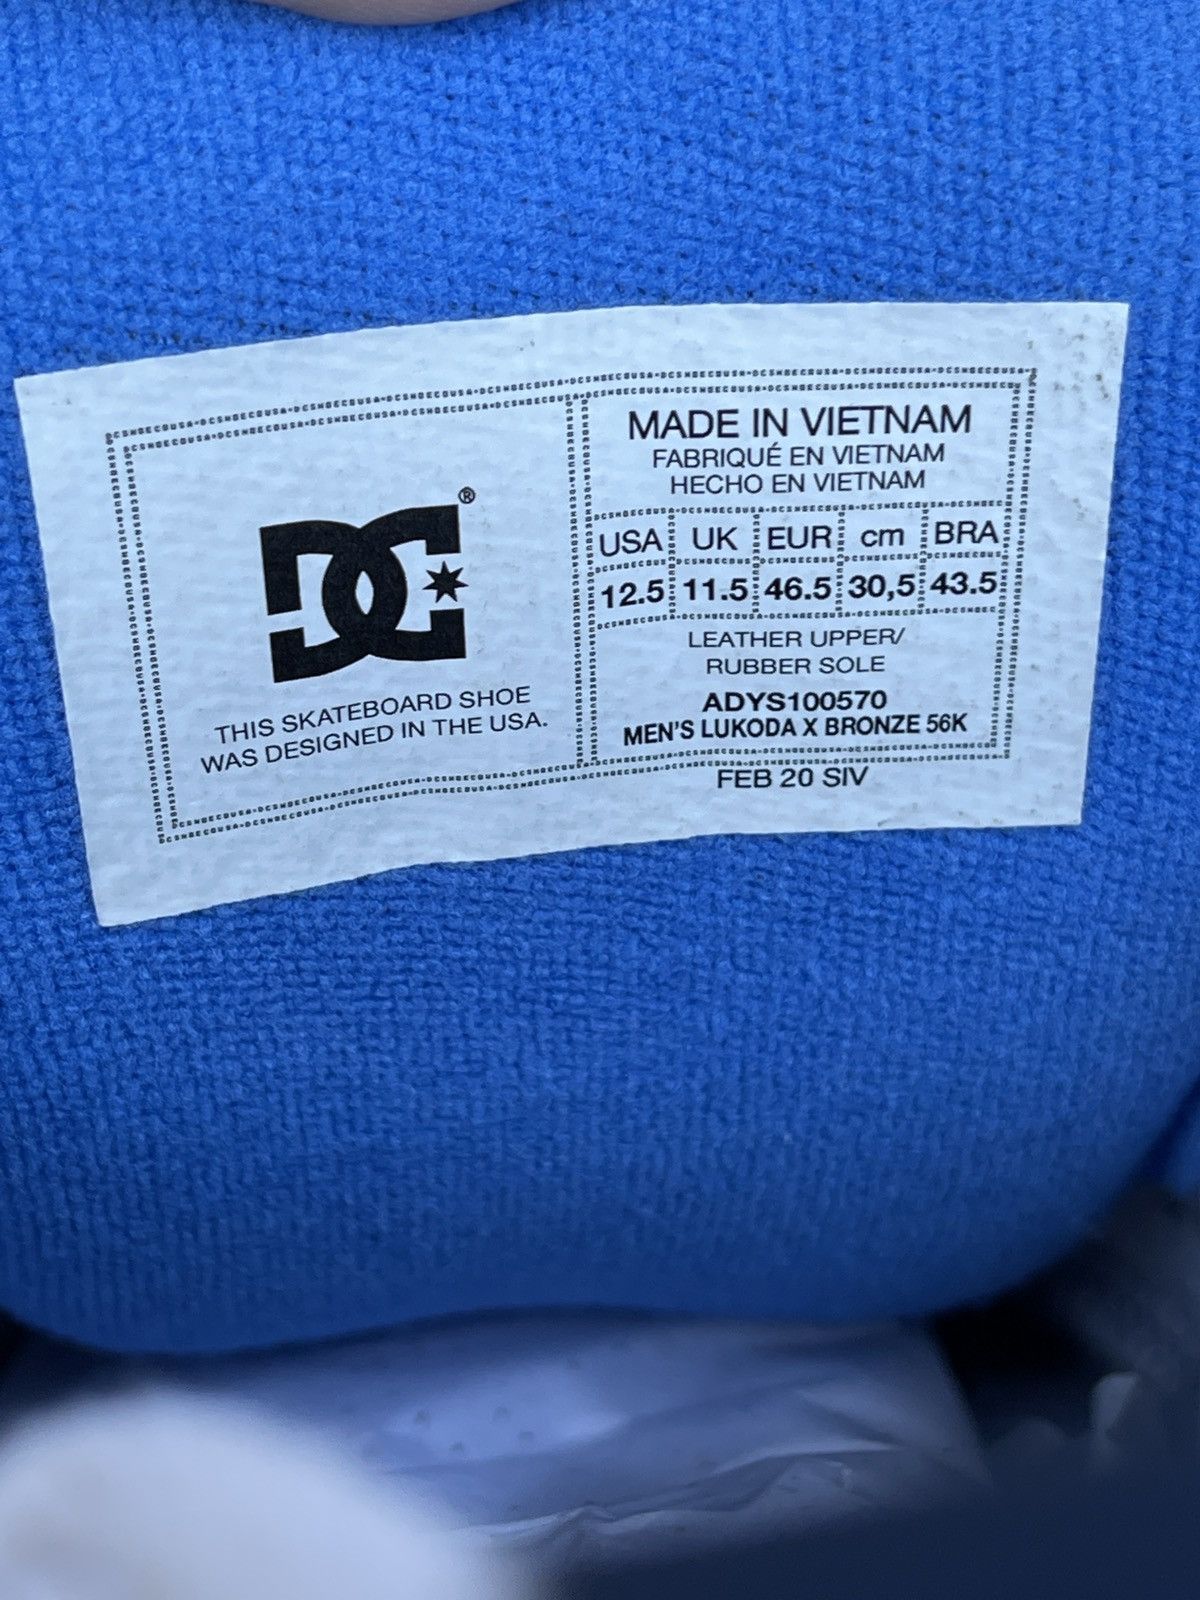 DC®
THIS SKATEBOARD SHOE
WAS DESIGNED IN THE USA.
MADE IN VIETNAM
FABRIQUÉ EN VIETNAM
HECHO EN VIETNAM
USA UK EUR cm BRA
12.5 11.5 46.5 30,5 43.5
LEATHER UPPER/
RUBBER SOLE
ADYS100570
MEN'S LUKODA X BRONZE 56K
FEB 20 SIV